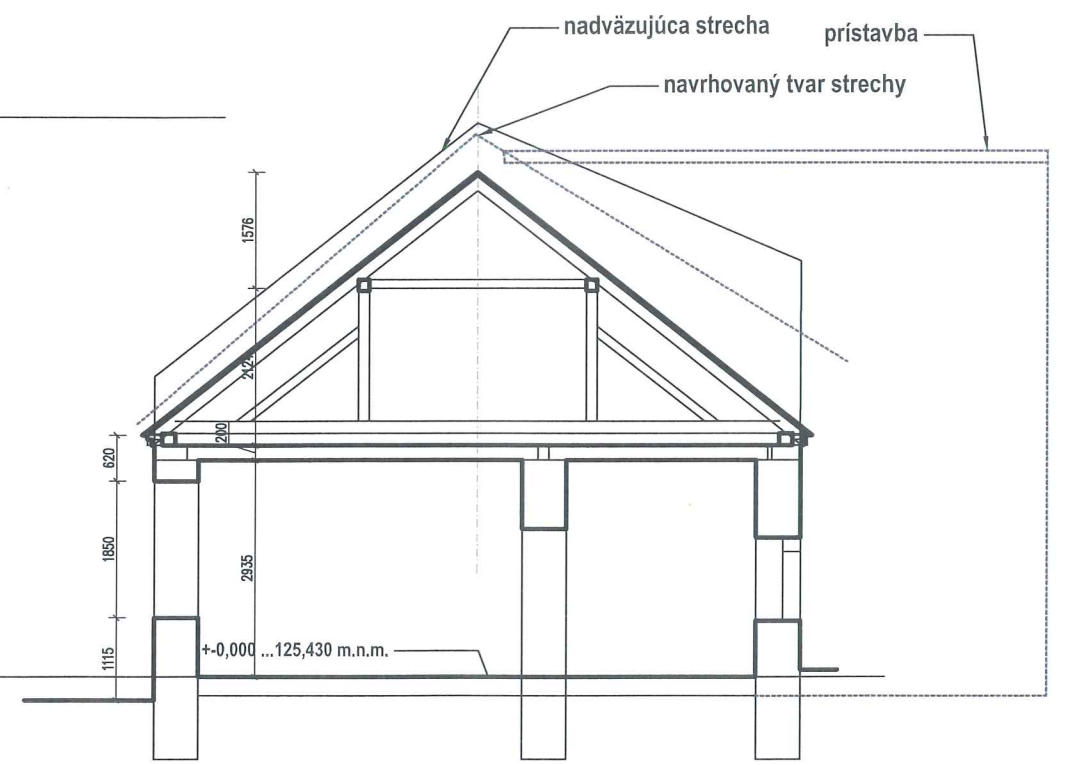 nadväzujúca strecha
prístavba
navrhovaný tvar strechy
1576
200
620
1850
2935
+-0,000 ...125,430 m.n.m.
1115